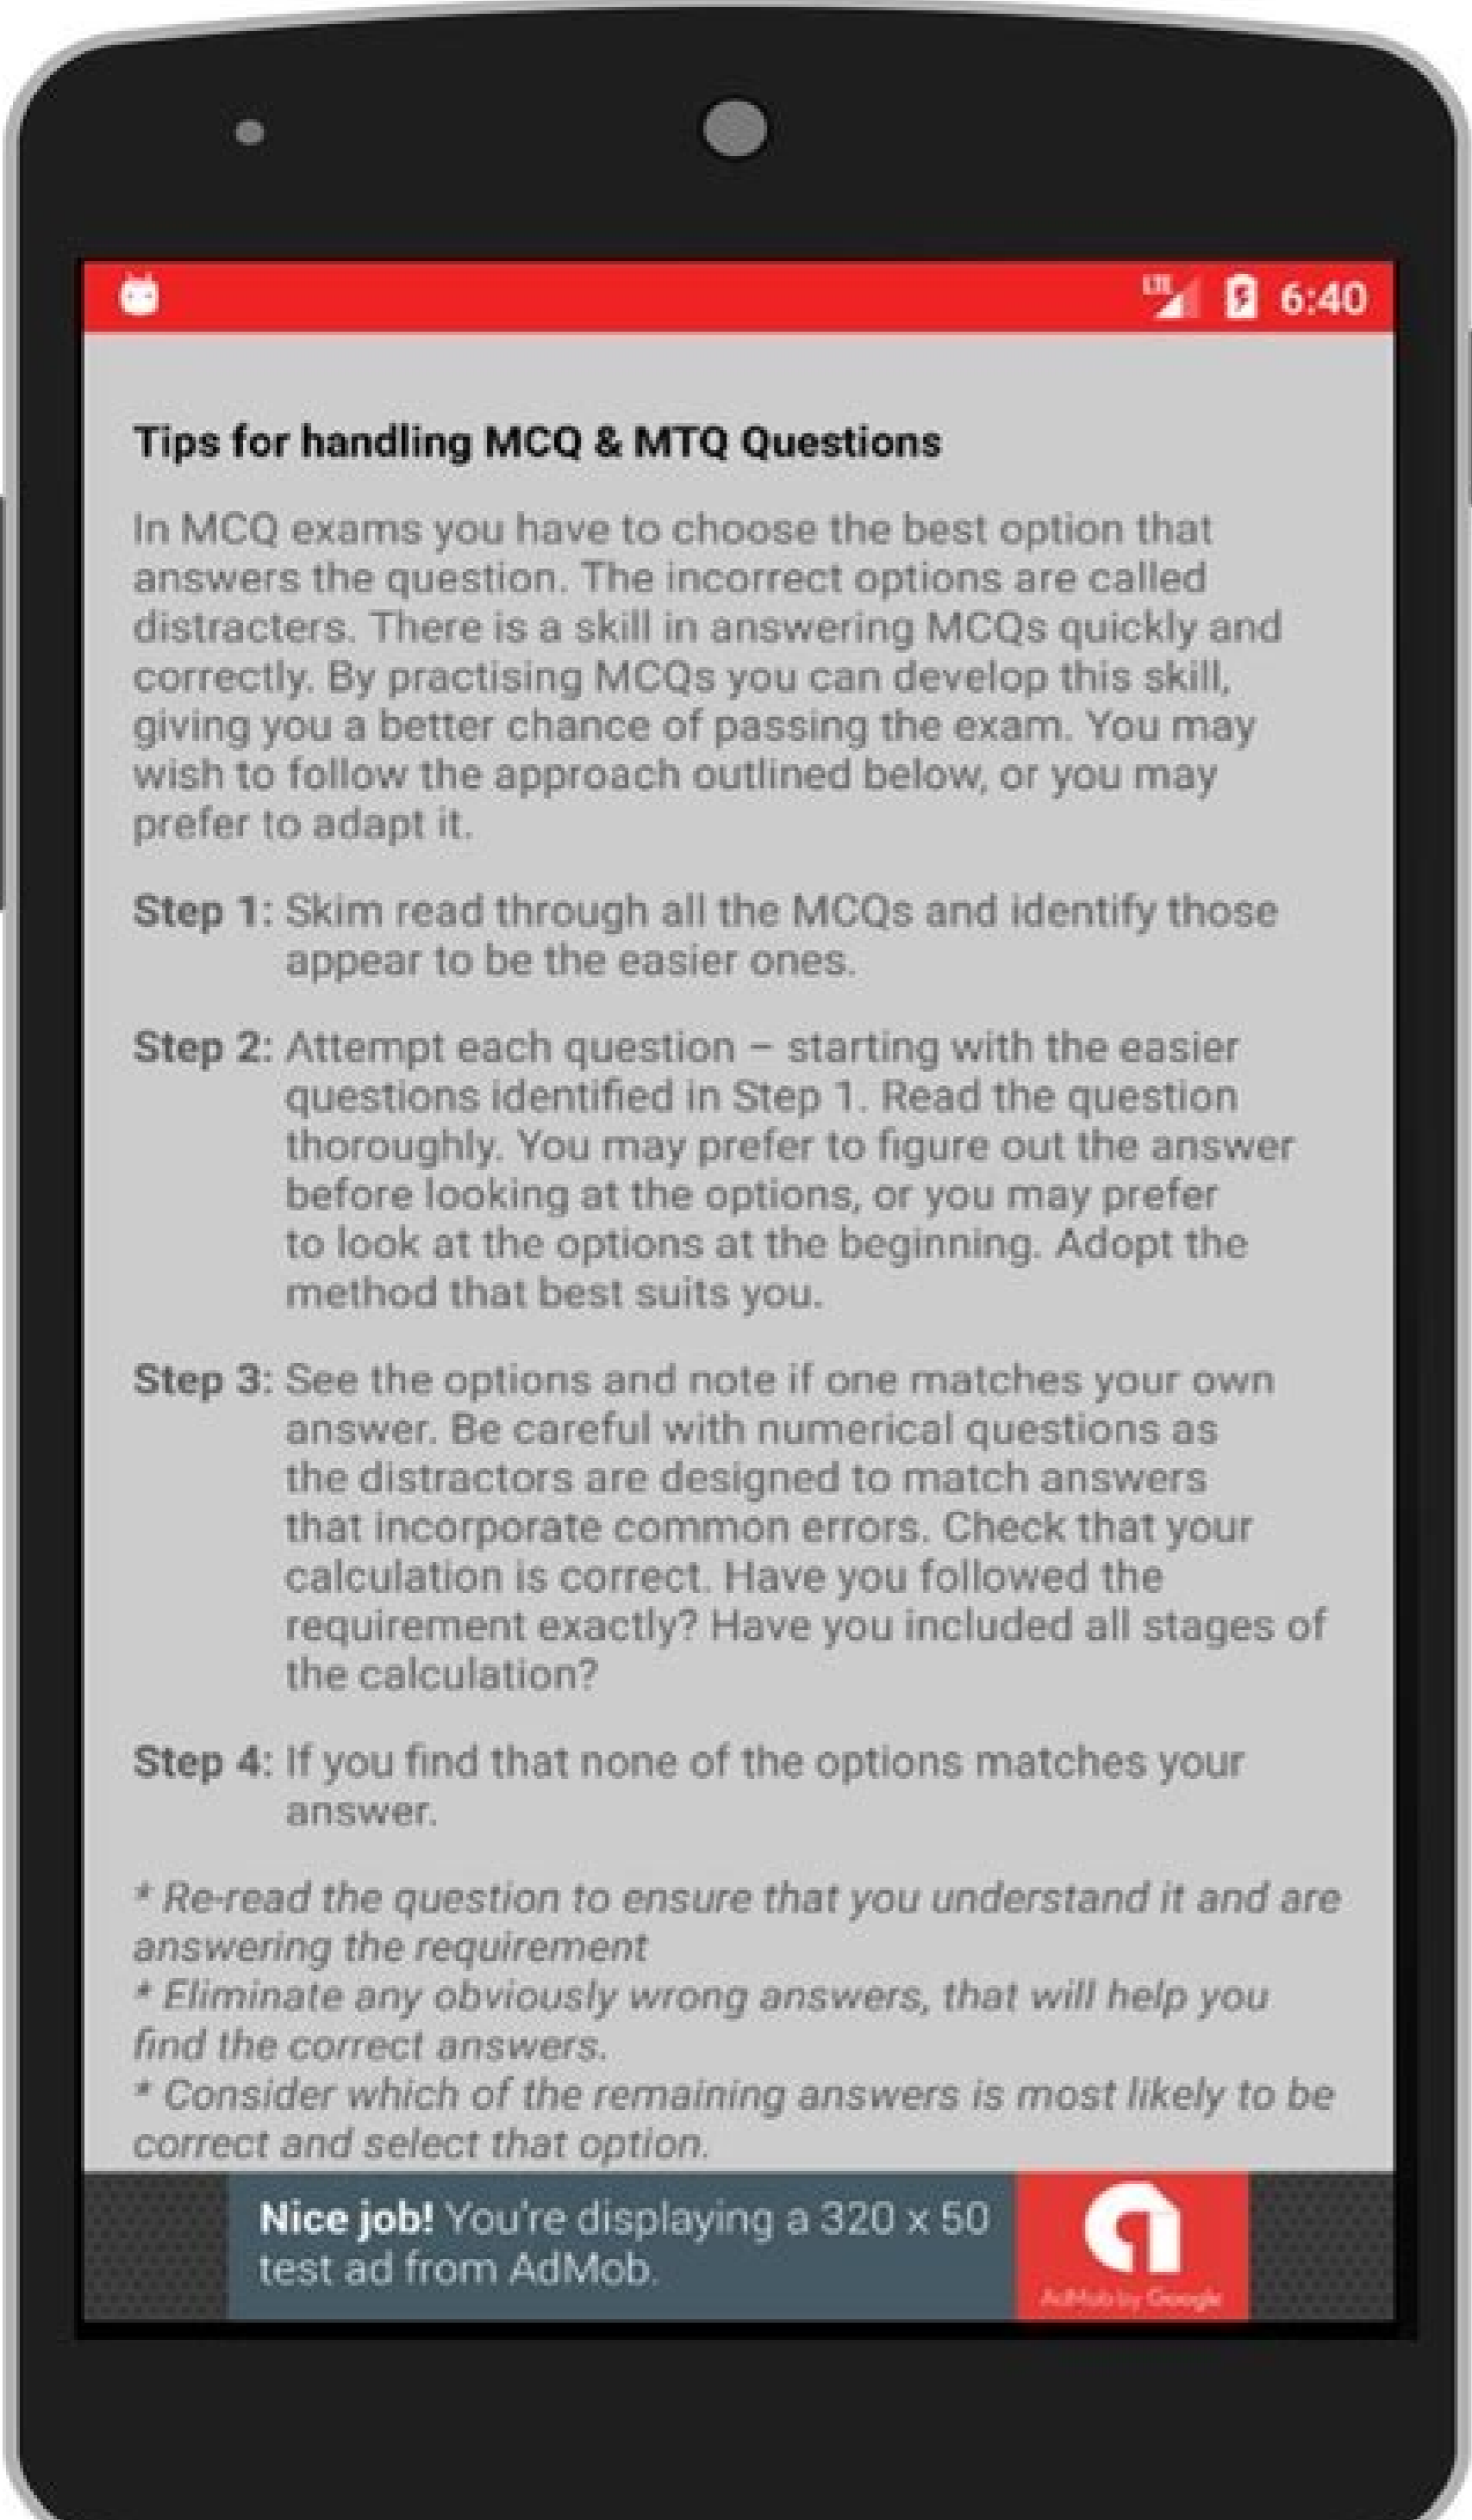 LTE 6:40
Tips for handling MCQ & MTQ Questions
In MCQ exams you have to choose the best option that
answers the question. The incorrect options are called
distracters. There is a skill in answering MCQs quickly and
correctly. By practising MCQs you can develop this skill,
giving you a better chance of passing the exam. You may
wish to follow the approach outlined below, or you may
prefer to adapt it.
Step 1: Skim read through all the MCQs and identify those
appear to be the easier ones.
Step 2: Attempt each question – starting with the easier
questions identified in Step 1. Read the question
thoroughly. You may prefer to figure out the answer
before looking at the options, or you may prefer
to look at the options at the beginning. Adopt the
method that best suits you.
Step 3: See the options and note if one matches your own
answer. Be careful with numerical questions as
the distractors are designed to match answers
that incorporate common errors. Check that your
calculation is correct. Have you followed the
requirement exactly? Have you included all stages of
the calculation?
Step 4: If you find that none of the options matches your
answer.
* Re-read the question to ensure that you understand it and are
answering the requirement
* Eliminate any obviously wrong answers, that will help you
find the correct answers.
* Consider which of the remaining answers is most likely to be
correct and select that option.
Nice job! You're displaying a 320 x 50
test ad from AdMob.
AdMob by Google